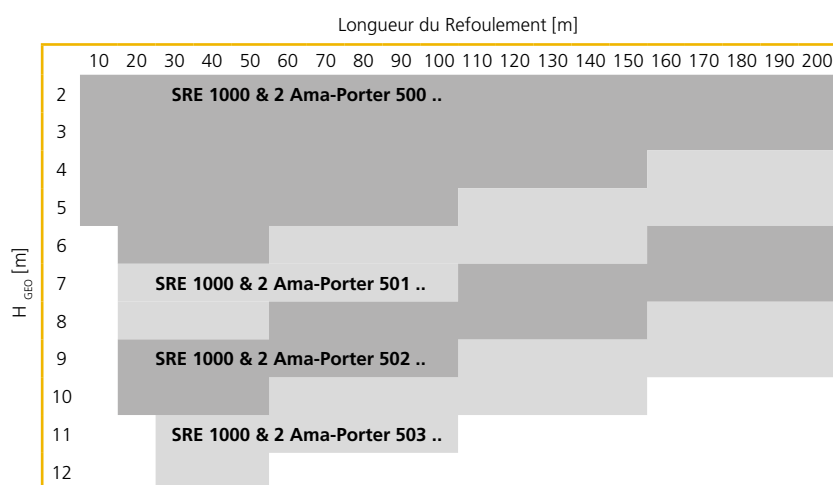 Longueur du Refoulement [m]
10 20 30 40 50 60 70 80 90 100 110 120 130 140 150 160 170 180 190 200
2 SRE 1000 & 2 Ama-Porter 500 ..
3
4
5
6
H GEO [m]
7 SRE 1000 & 2 Ama-Porter 501 ..
8
9 SRE 1000 & 2 Ama-Porter 502 ..
10
11 SRE 1000 & 2 Ama-Porter 503 ..
12